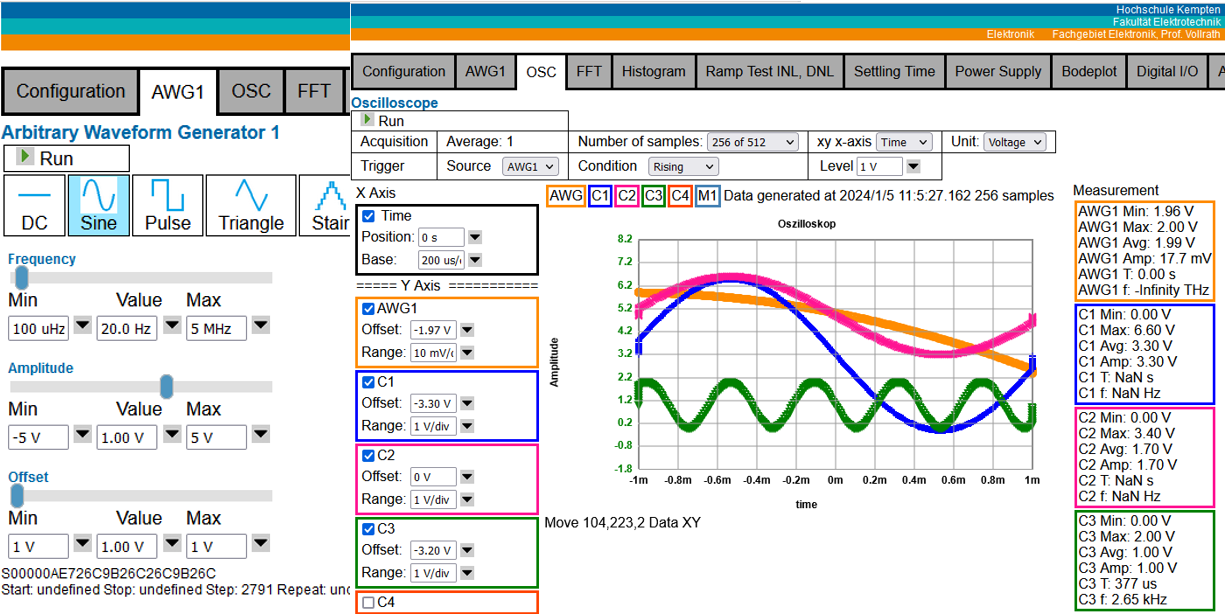 Configuration AWG1 OSC FFT
Arbitrary Waveform Generator 1
Run
DC Sine Pulse Triangle Stair
Frequency
Min Value Max
100 uHz 20.0 Hz 5 MHz
Amplitude
Min Value Max
-5 V 1.00 V 5 V
Offset
Min Value Max
1 V 1.00 V 1 V
S00000AE726C9B26C26C9B26C
Start: undefined Stop: undefined Step: 2791 Repeat: unc
Hochschule Kempten
Fakultät Elektrotechnik
Elektronik Fachgebiet Elektronik, Prof. Vollrath
Configuration AWG1 OSC FFT Histogram Ramp Test INL, DNL Settling Time Power Supply Bodeplot Digital I/O A
Oscilloscope
Run
Acquisition Average: 1 Number of samples: 256 of 512 xy x-axis Time Unit: Voltage
Trigger Source AWG1 Condition Rising Level 1 V
X Axis
Time
Position: 0 s
Base: 200 us/
===== Y Axis ===========
AWG1
Offset: -1.97 V
Range: 10 mV/
C1
Offset: -3.30 V
Range: 1 V/div
C2
Offset: 0 V
Range: 1 V/div
C3
Offset: -3.20 V
Range: 1 V/div
C4
AWG C1 C2 C3 C4 M1 Data generated at 2024/1/5 11:5:27.162 256 samples
Oszilloskop
8.2
7.2
6.2
5.2
4.2
3.2
2.2
1.2
0.2
-0.8
-1.8
Amplitude
-1m -0.8m -0.6m -0.4m -0.2m 0m 0.2m 0.4m 0.6m 0.8m 1m
time
Move 104,223,2 Data XY
Measurement
AWG1 Min: 1.96 V
AWG1 Max: 2.00 V
AWG1 Avg: 1.99 V
AWG1 Amp: 17.7 mV
AWG1 T: 0.00 s
AWG1 f: -Infinity THz
C1 Min: 0.00 V
C1 Max: 6.60 V
C1 Avg: 3.30 V
C1 Amp: 3.30 V
C1 T: NaN s
C1 f: NaN Hz
C2 Min: 0.00 V
C2 Max: 3.40 V
C2 Avg: 1.70 V
C2 Amp: 1.70 V
C2 T: NaN s
C2 f: NaN Hz
C3 Min: 0.00 V
C3 Max: 2.00 V
C3 Avg: 1.00 V
C3 Amp: 1.00 V
C3 T: 377 us
C3 f: 2.65 kHz